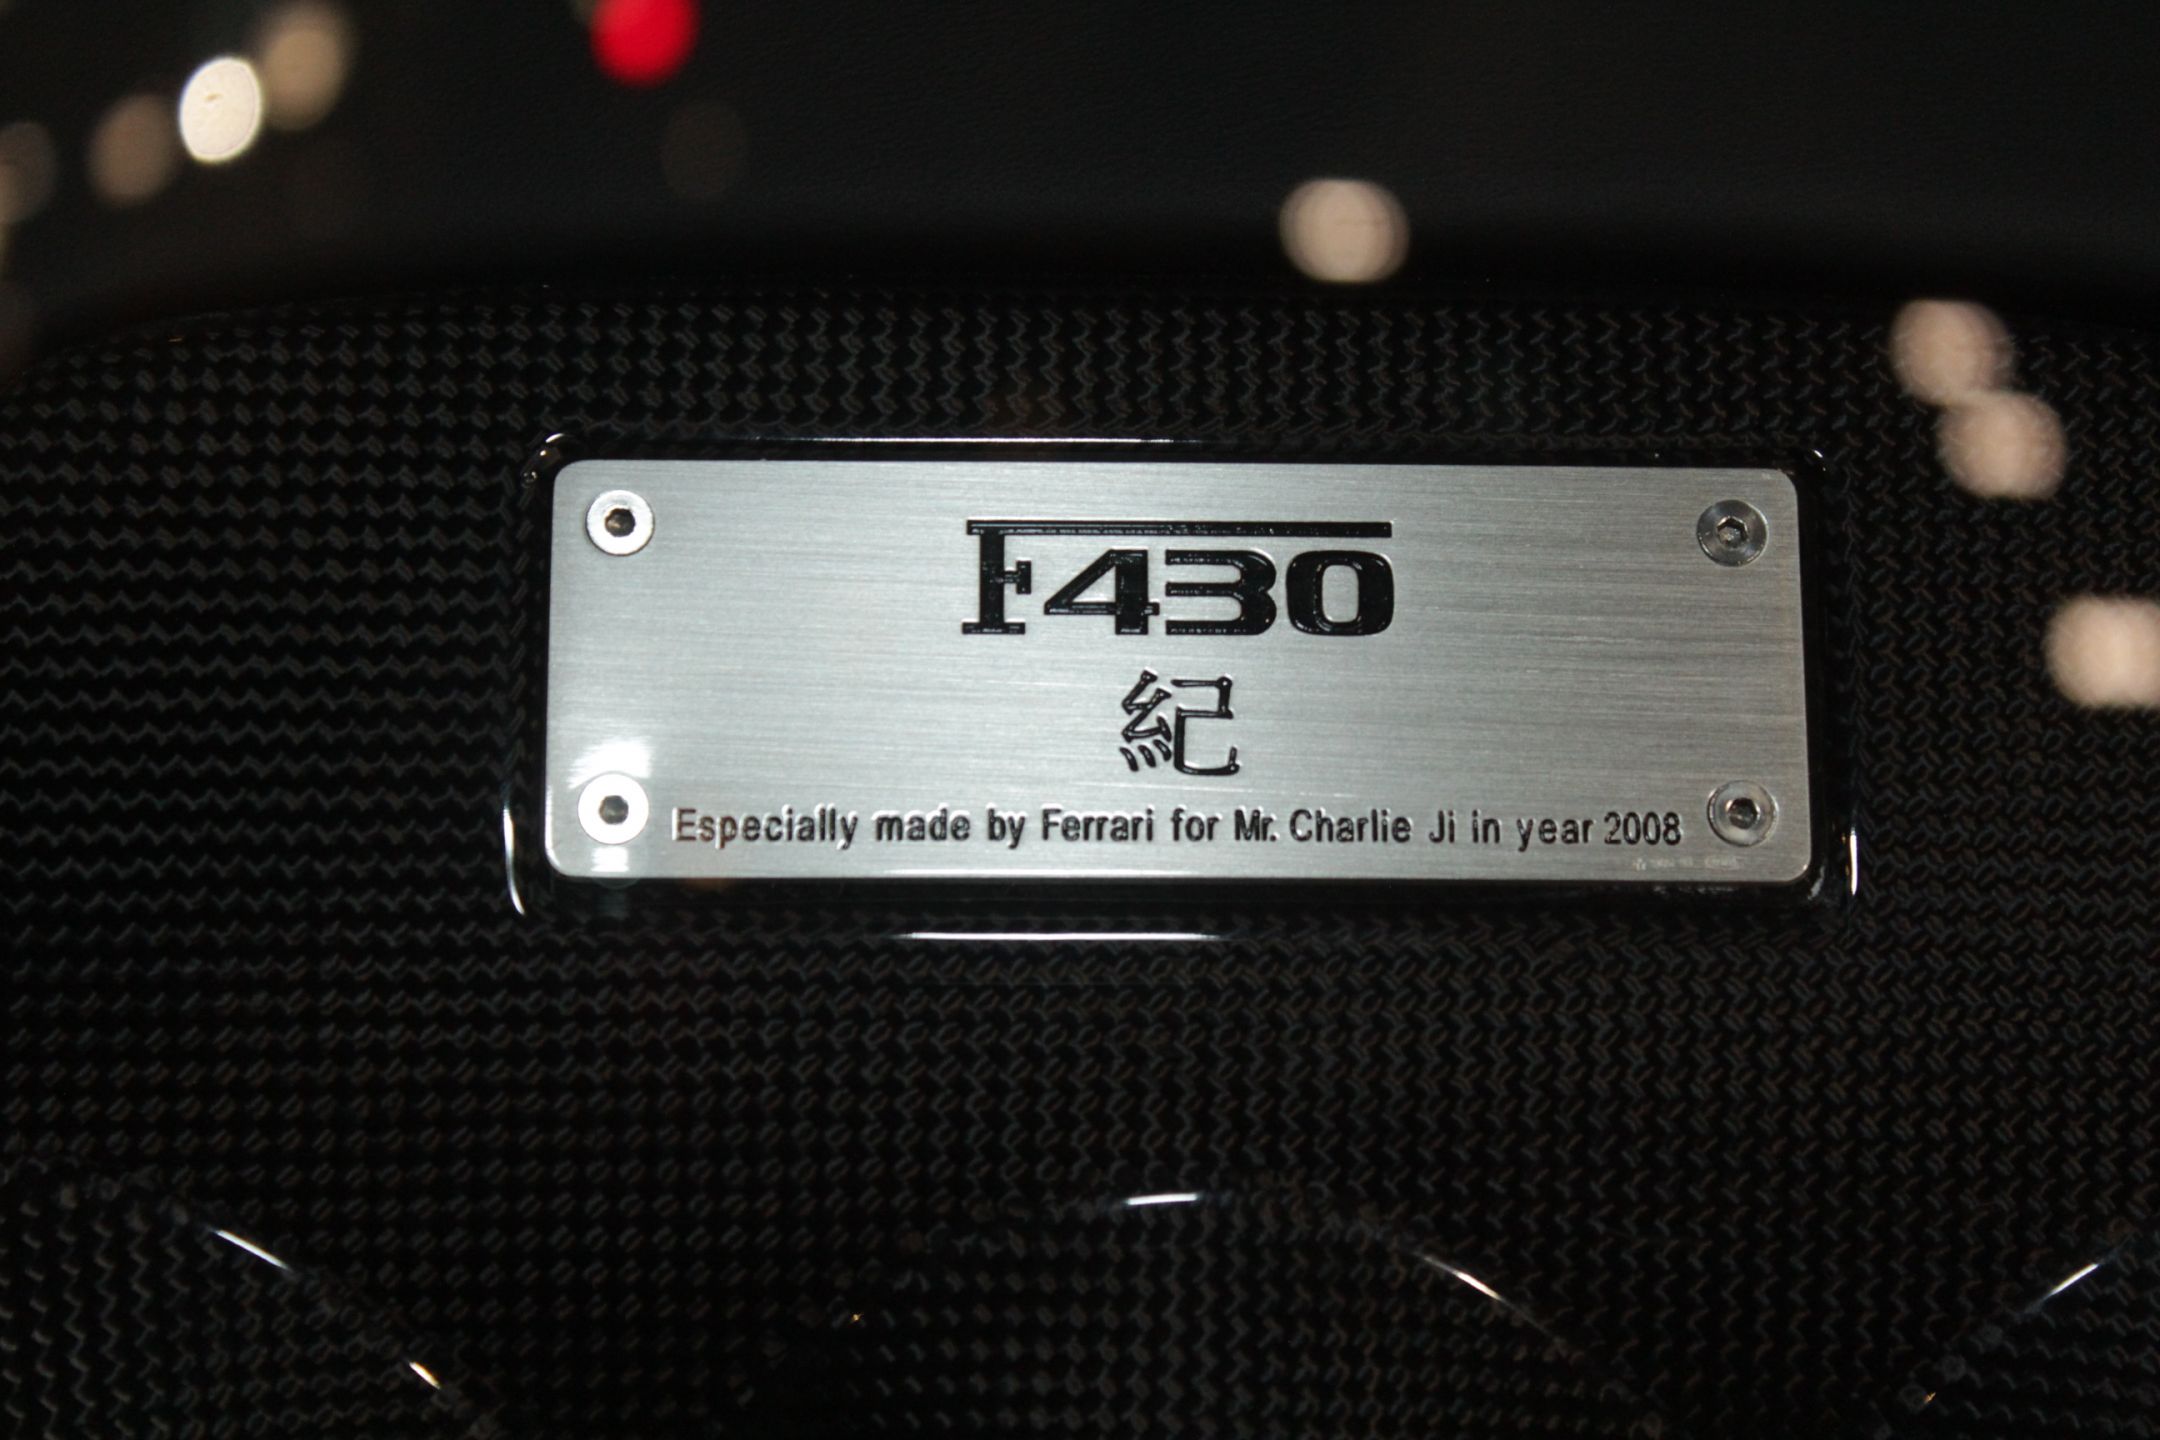 F430
紀
Especially made by Ferrari for Mr. Charlie Ji in year 2008